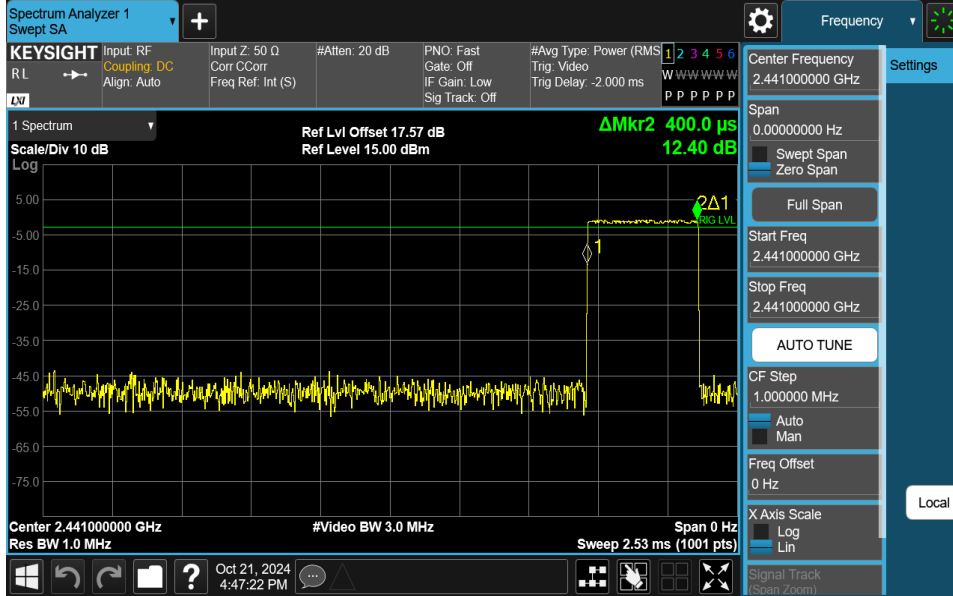 Spectrum Analyzer 1
Swept SA
Frequency
KEYSIGHT
R L
LXI
Input: RF
Coupling: DC
Align: Auto
Input Z: 50 Ω
Corr CCorr
Freq Ref: Int (S)
#Atten: 20 dB
PNO: Fast
Gate: Off
IF Gain: Low
Sig Track: Off
#Avg Type: Power (RMS
Trig: Video
Trig Delay: -2.000 ms
1 2 3 4 5 6
W W W W W W
P P P P P P
1 Spectrum
Scale/Div 10 dB
Log
Ref Lvl Offset 17.57 dB
Ref Level 15.00 dBm
ΔMkr2 400.0 µs
12.40 dB
5.00
-5.00
-15.0
-25.0
-35.0
-45.0
-55.0
-65.0
-75.0
2Δ1
RIG LVL
1
Center 2.441000000 GHz
#Video BW 3.0 MHz
Span 0 Hz
Res BW 1.0 MHz
Sweep 2.53 ms (1001 pts)
Oct 21, 2024
4:47:22 PM
Center Frequency
2.441000000 GHz
Span
0.00000000 Hz
Swept Span
Zero Span
Full Span
Start Freq
2.441000000 GHz
Stop Freq
2.441000000 GHz
AUTO TUNE
CF Step
1.000000 MHz
Auto
Man
Freq Offset
0 Hz
X Axis Scale
Log
Lin
Signal Track
(Span Zoom)
Settings
Local